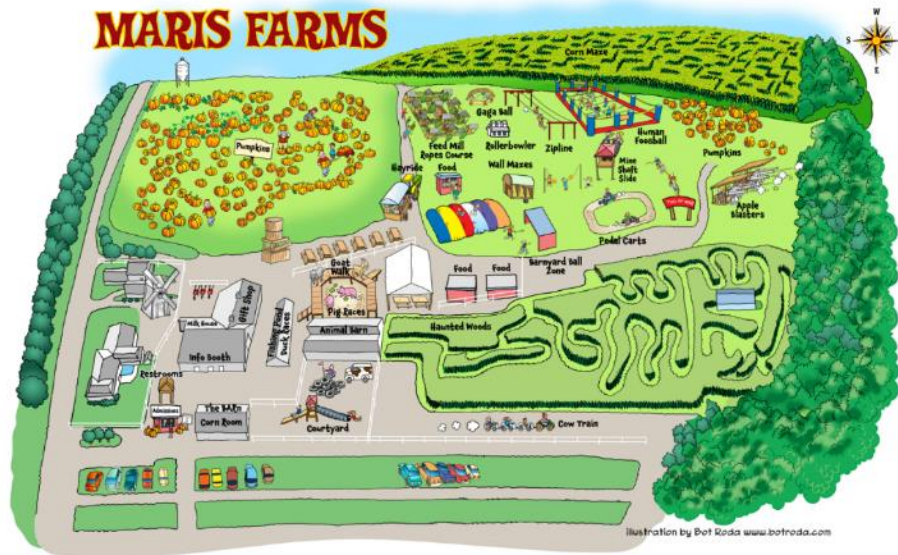 MARIS FARMS
W
S
N
E
Corn Maze
Pumpkins
Feed Mill
Ropes Course
Gaga Ball
Rollerbowler
Zipline
Human
Foosball
Pumpkins
Hayride
Food
Wall Mazes
Mine
Shaft
Slide
Apple
Blasters
Pedal Carts
Barnyard Ball
Zone
Goat
Walk
Pig Races
Food
Food
Gift Shop
Milk House
Info Booth
Fishing Pond
Duck Races
Animal Barn
Haunted Woods
Restrooms
Admissions
The BARn
Corn Room
Courtyard
Cow Train
Illustration by Bot Roda www.botroda.com